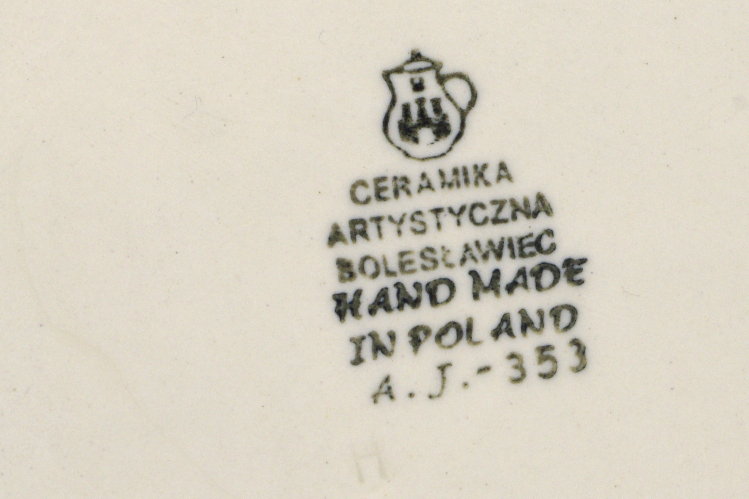 CERAMIKA
ARTYSTYCZNA
BOLESŁAWIEC
HAND MADE
IN POLAND
A.J.-353